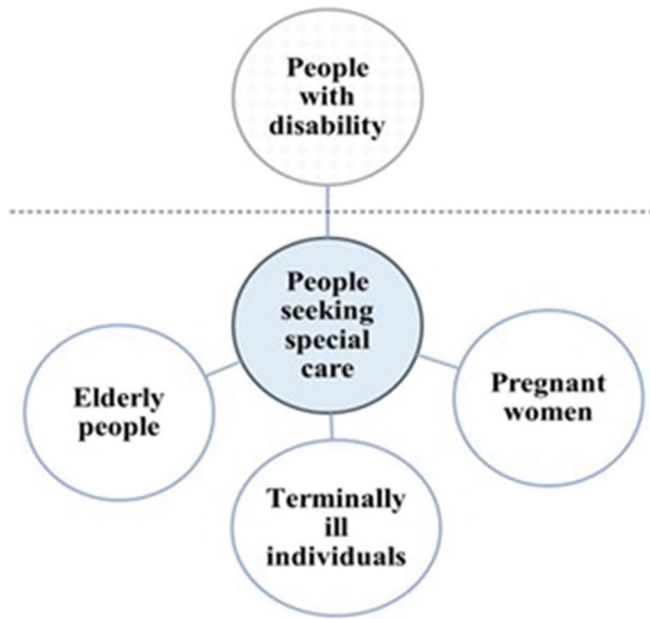 People
with
disability
People
seeking
special
care
Elderly
people
Pregnant
women
Terminally
ill
individuals